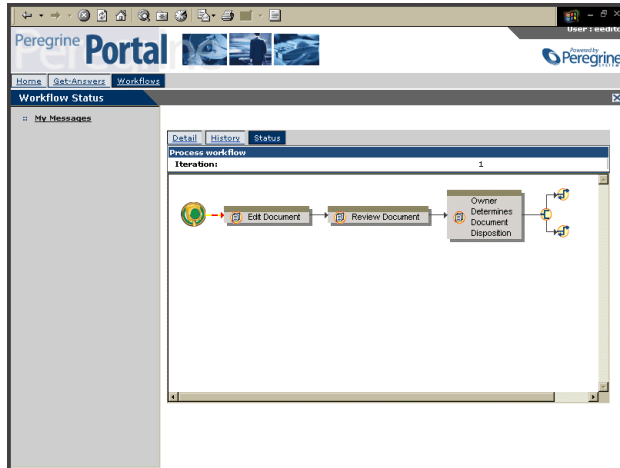 User : eedito
Peregrine Portal
Powered by
Peregrine
SYSTEMS
Home Get-Answers Workflows
Workflow Status
My Messages
Detail History Status
Process workflow
Iteration: 1
Edit Document
Review Document
Owner
Determines
Document
Disposition